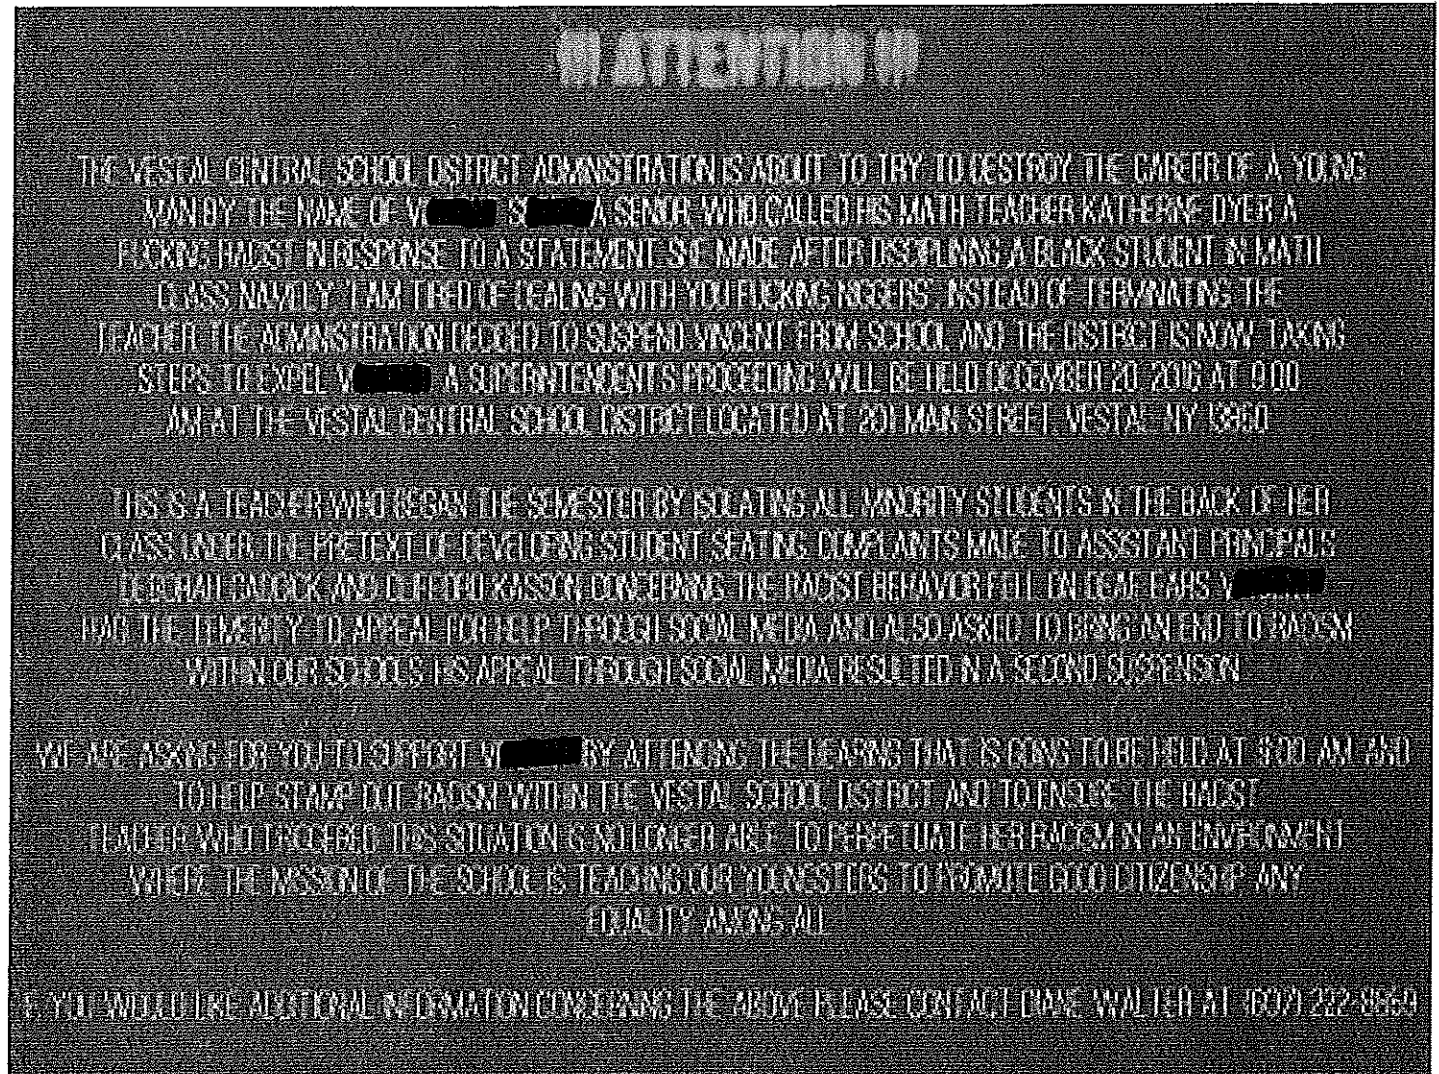 !!! ATTENTION !!!
THE VESTAL CENTRAL SCHOOL DISTRICT ADMINISTRATION IS ABOUT TO TRY TO DESTROY THE CAREER OF A YOUNG
MAN BY THE NAME OF V S A SENIOR WHO CALLED HIS MATH TEACHER KATHERINE DYER A
FUCKING RACIST IN RESPONSE TO A STATEMENT SHE MADE AFTER DISCIPLINING A BLACK STUDENT IN MATH
CLASS NAMELY I AM TIRED OF DEALING WITH YOU FUCKING NIGGERS INSTEAD OF TERMINATING THE
TEACHER THE ADMINISTRATION DECIDED TO SUSPEND VINCENT FROM SCHOOL AND THE DISTRICT IS NOW TAKING
STEPS TO EXPEL V A SUPERINTENDENT'S PROCEEDING WILL BE HELD DECEMBER 20 2016 AT 9:00
AM AT THE VESTAL CENTRAL SCHOOL DISTRICT LOCATED AT 201 MAIN STREET VESTAL NY 13850
THIS IS A TEACHER WHO BEGAN THE SEMESTER BY ISOLATING ALL MINORITY STUDENTS IN THE BACK OF HER
CLASS UNDER THE PRETEXT OF DEVELOPING STUDENT SEATING COMPLAINTS MADE TO ASSISTANT PRINCIPALS
DEBORAH CADDICK AND CLIFFORD KASSON CONCERNING THE RACIST BEHAVIOR FELL ON DEAF EARS V
HAD THE TEMERITY TO APPEAL FOR HELP THROUGH SOCIAL MEDIA AND ALSO ASKED TO BRING AN END TO RACISM
WITHIN OUR SCHOOLS HIS APPEAL THROUGH SOCIAL MEDIA RESULTED IN A SECOND SUSPENSION
WE ARE ASKING FOR YOU TO SUPPORT V BY ATTENDING THE HEARING THAT IS GOING TO BE HELD AT 9:00 AM AND
TO HELP STAMP OUT RACISM WITHIN THE VESTAL SCHOOL DISTRICT AND TO ENSURE THE RACIST
TEACHER WHO INCURRED THIS SITUATION IS NO LONGER ABLE TO PERPETUATE HER RACISM IN AN ENVIRONMENT
WHERE THE MISSION OF THE SCHOOL IS TEACHING OUR YOUNGSTERS TO PROMOTE GOOD CITIZENSHIP ANY
EQUALITY AMONG ALL
IF YOU WOULD LIKE ADDITIONAL INFORMATION CONCERNING THE ABOVE PLEASE CONTACT DIANE WALTER AT (607)